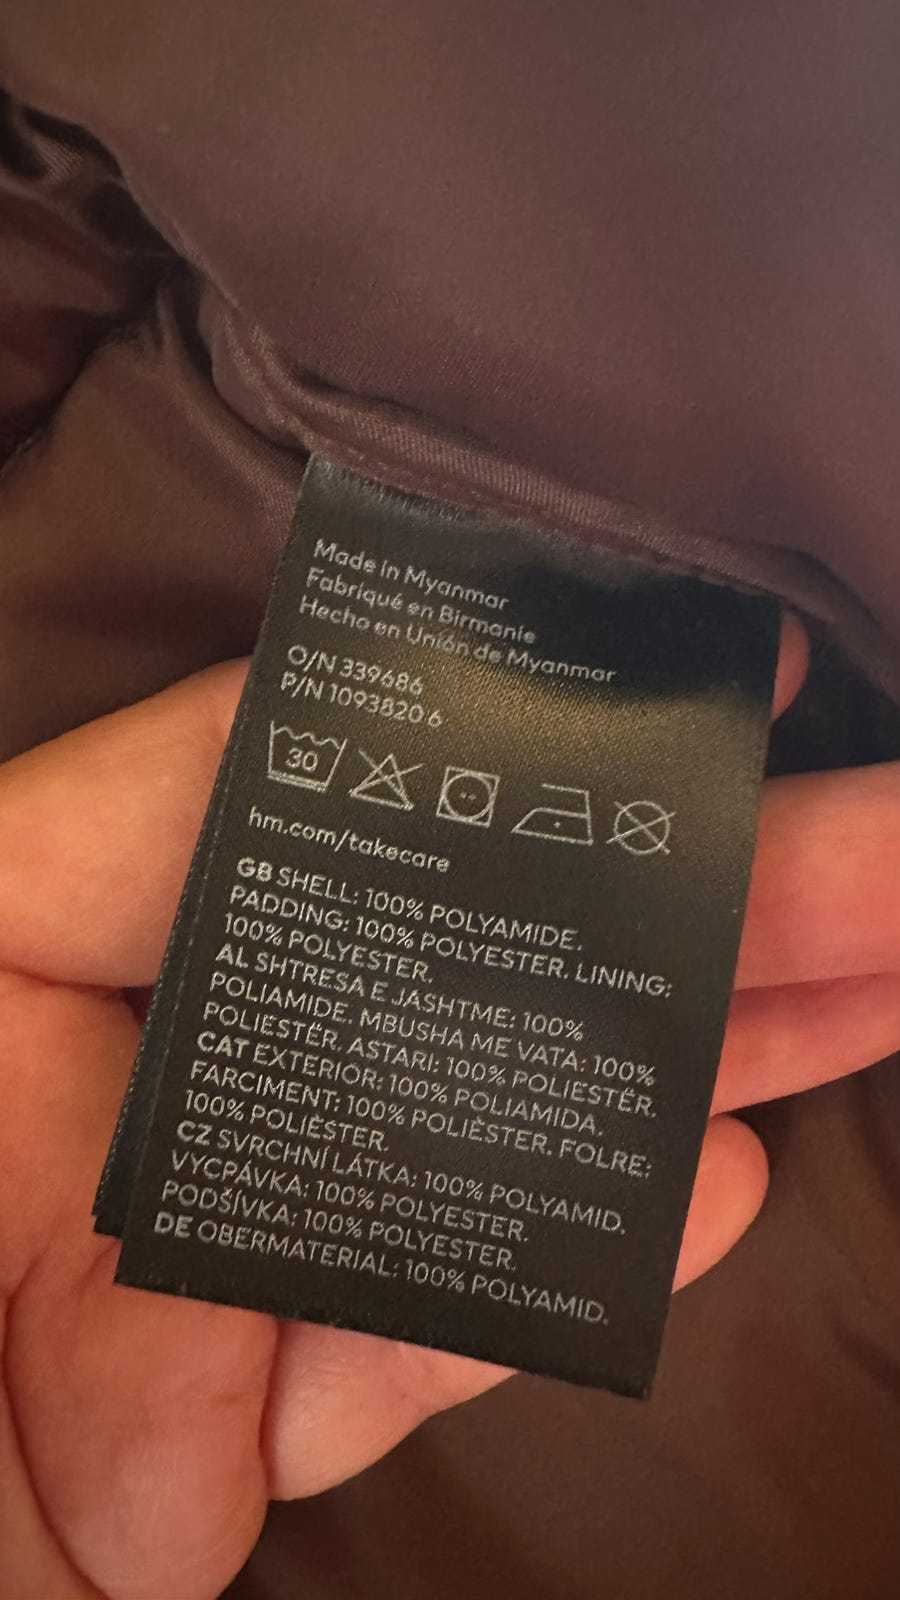 Made in Myanmar
Fabriqué en Birmanie
Hecho en Unión de Myanmar
O/N 339686
P/N 1093820 6
30
hm.com/takecare
GB SHELL: 100% POLYAMIDE.
PADDING: 100% POLYESTER. LINING:
100% POLYESTER.
AL SHTRESA E JASHTME: 100%
POLIAMIDE. MBUSHA ME VATA: 100%
POLIESTËR. ASTARI: 100% POLIESTËR.
CAT EXTERIOR: 100% POLIAMIDA.
FARCIMENT: 100% POLIÈSTER. FOLRE:
100% POLIÈSTER.
CZ SVRCHNÍ LÁTKA: 100% POLYAMID.
VYCPÁVKA: 100% POLYESTER.
PODŠÍVKA: 100% POLYESTER.
DE OBERMATERIAL: 100% POLYAMID.